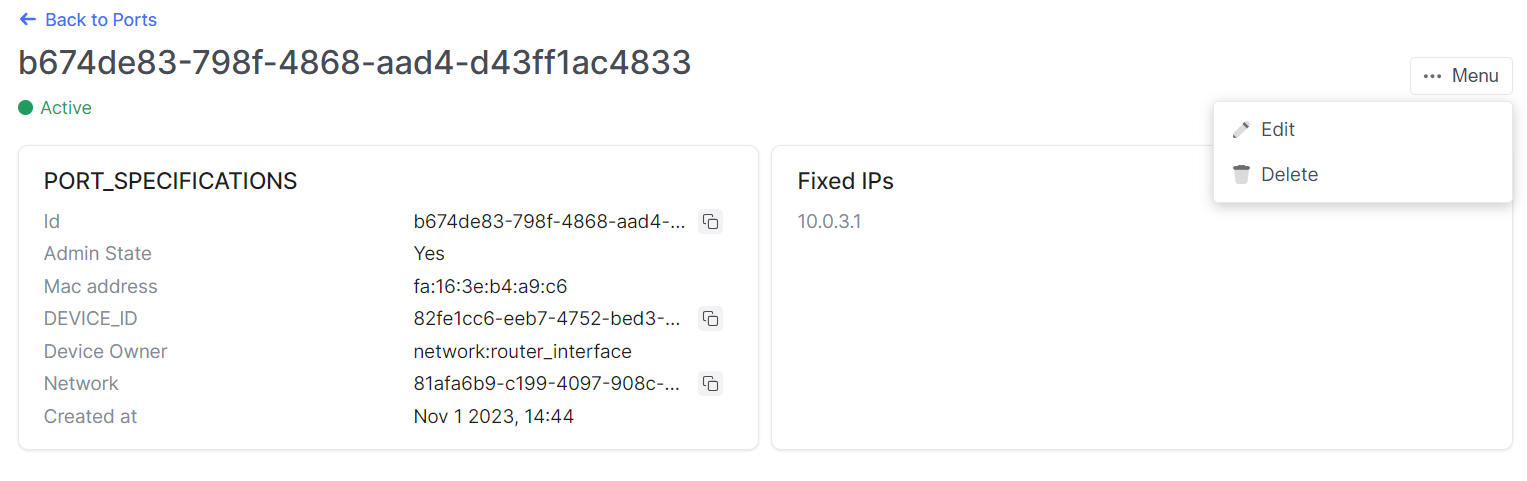 Back to Ports
b674de83-798f-4868-aad4-d43ff1ac4833
Menu
Active
Edit
Delete
PORT_SPECIFICATIONS
Id b674de83-798f-4868-aad4-...
Admin State Yes
Mac address fa:16:3e:b4:a9:c6
DEVICE_ID 82fe1cc6-eeb7-4752-bed3-...
Device Owner network:router_interface
Network 81afa6b9-c199-4097-908c-...
Created at Nov 1 2023, 14:44
Fixed IPs
10.0.3.1